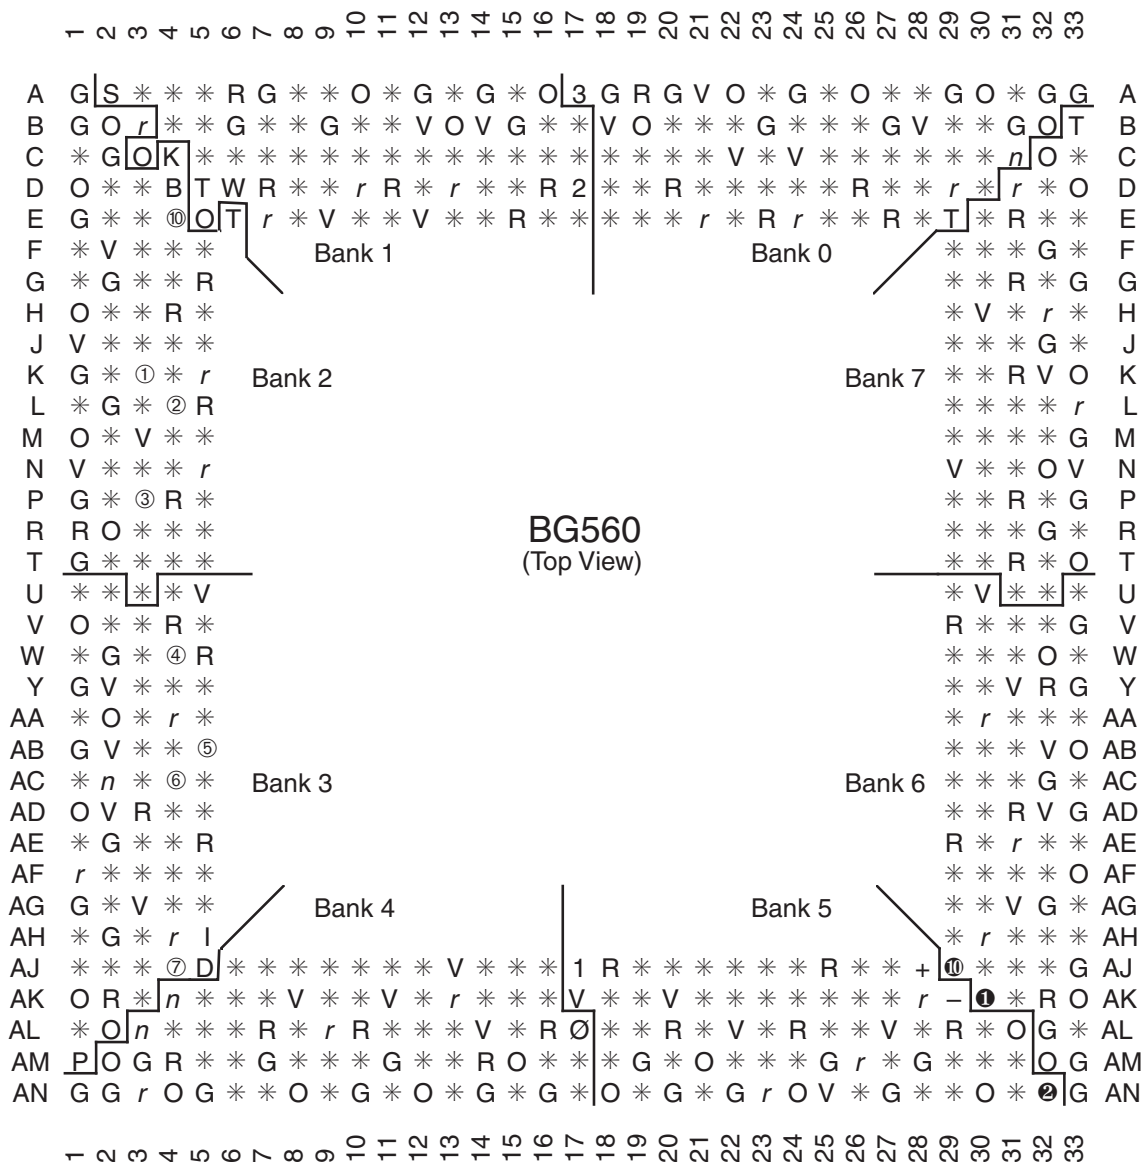 1 2 3 4 5 6 7 8 9 10 11 12 13 14 15 16 17 18 19 20 21 22 23 24 25 26 27 28 29 30 31 32 33
A G S ✳ ✳ ✳ R G ✳ ✳ O ✳ G ✳ G ✳ O 3 G R G V O ✳ G ✳ O ✳ ✳ G O ✳ G G A
B G O r ✳ ✳ G ✳ ✳ G ✳ ✳ V O V G ✳ ✳ V O ✳ ✳ ✳ G ✳ ✳ ✳ G V ✳ ✳ G O T B
C ✳ G O K ✳ ✳ ✳ ✳ ✳ ✳ ✳ ✳ ✳ ✳ ✳ ✳ ✳ ✳ ✳ ✳ ✳ V ✳ V ✳ ✳ ✳ ✳ ✳ ✳ n O ✳ C
D O ✳ ✳ B T W R ✳ ✳ r R ✳ r ✳ ✳ R 2 ✳ ✳ R ✳ ✳ ✳ ✳ ✳ R ✳ ✳ r ✳ r ✳ O D
E G ✳ ✳ ⑩ O T r ✳ V ✳ ✳ V ✳ ✳ R ✳ ✳ ✳ ✳ ✳ r ✳ R r ✳ ✳ R ✳ T ✳ R ✳ ✳ E
F ✳ V ✳ ✳ ✳ Bank 1 Bank 0 ✳ ✳ ✳ G ✳ F
G ✳ G ✳ ✳ R ✳ ✳ R ✳ G G
H O ✳ ✳ R ✳ ✳ V ✳ r ✳ H
J V ✳ ✳ ✳ ✳ ✳ ✳ ✳ G ✳ J
K G ✳ ① ✳ r Bank 2 Bank 7 ✳ ✳ R V O K
L ✳ G ✳ ② R ✳ ✳ ✳ ✳ r L
M O ✳ V ✳ ✳ ✳ ✳ ✳ ✳ G M
N V ✳ ✳ ✳ r V ✳ ✳ O V N
P G ✳ ③ R ✳ ✳ ✳ R ✳ G P
R R O ✳ ✳ ✳ BG560 ✳ ✳ ✳ G ✳ R
T G ✳ ✳ ✳ ✳ (Top View) ✳ ✳ R ✳ O T
U ✳ ✳ ✳ ✳ V ✳ V ✳ ✳ ✳ U
V O ✳ ✳ R ✳ R ✳ ✳ ✳ G V
W ✳ G ✳ ④ R ✳ ✳ ✳ O ✳ W
Y G V ✳ ✳ ✳ ✳ ✳ V R G Y
AA ✳ O ✳ r ✳ ✳ r ✳ ✳ ✳ AA
AB G V ✳ ✳ ⑤ ✳ ✳ ✳ V O AB
AC ✳ n ✳ ⑥ ✳ Bank 3 Bank 6 ✳ ✳ ✳ G ✳ AC
AD O V R ✳ ✳ ✳ ✳ R V G AD
AE ✳ G ✳ ✳ R R ✳ r ✳ ✳ AE
AF r ✳ ✳ ✳ ✳ ✳ ✳ ✳ ✳ O AF
AG G ✳ V ✳ ✳ Bank 4 Bank 5 ✳ ✳ V G ✳ AG
AH ✳ G ✳ r I ✳ r ✳ ✳ ✳ AH
AJ ✳ ✳ ✳ ⑦ D ✳ ✳ ✳ ✳ ✳ ✳ ✳ V ✳ ✳ ✳ 1 R ✳ ✳ ✳ ✳ ✳ ✳ R ✳ ✳ + ❿ ✳ ✳ ✳ G AJ
AK O R ✳ n ✳ ✳ ✳ V ✳ ✳ V ✳ r ✳ ✳ ✳ V ✳ ✳ V ✳ ✳ ✳ ✳ ✳ ✳ ✳ r – ❶ ✳ R O AK
AL ✳ O n ✳ ✳ ✳ R ✳ r R ✳ ✳ ✳ V ✳ R Ø ✳ ✳ R ✳ V ✳ R ✳ ✳ V ✳ R ✳ O G ✳ AL
AM P O G R ✳ ✳ G ✳ ✳ ✳ G ✳ ✳ R O ✳ ✳ ✳ G ✳ O ✳ ✳ ✳ G r ✳ G ✳ ✳ ✳ O G AM
AN G G r O G ✳ ✳ O ✳ G ✳ O ✳ G ✳ G ✳ O ✳ G ✳ G r O V ✳ G ✳ ✳ O ✳ ❷ G AN
1 2 3 4 5 6 7 8 9 10 11 12 13 14 15 16 17 18 19 20 21 22 23 24 25 26 27 28 29 30 31 32 33